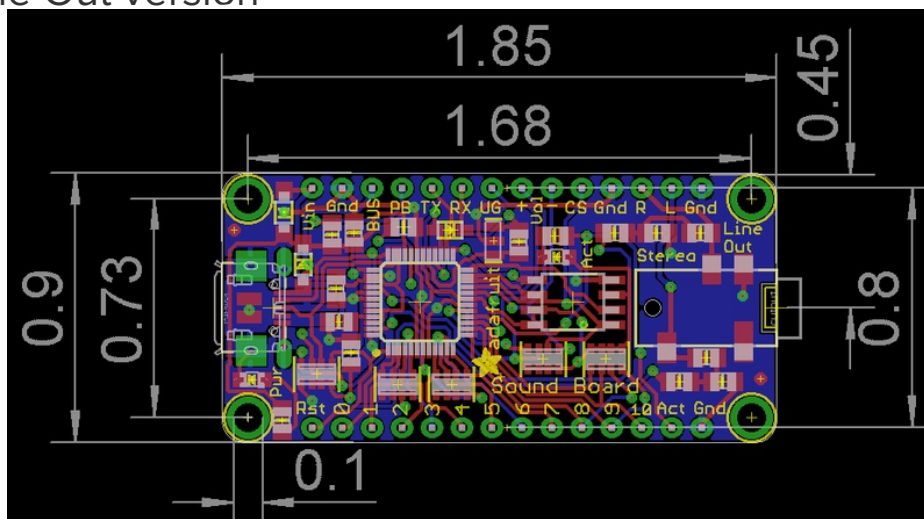 ne Out version
1.85
1.68
0.45
Vin Gnd BUS PB TX RX UG + Vol - CS Gnd R L Gnd
Line
Out
Act
Stereo
0.9
0.73
0.8
adafruit
Pwr
Sound Board
Rst 0 1 2 3 4 5 6 7 8 9 10 Act Gnd
0.1